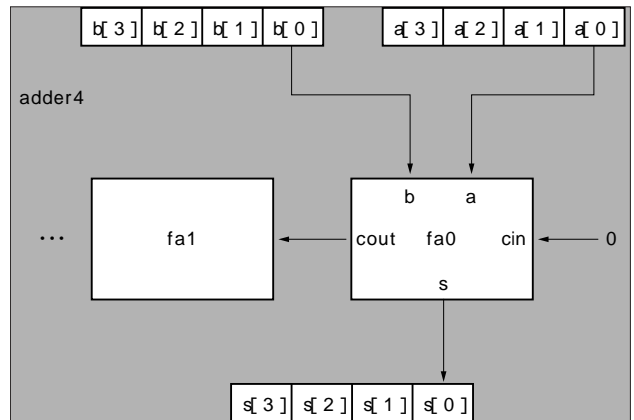 b[3] b[2] b[1] b[0] a[3] a[2] a[1] a[0]
adder4
b a
... fa1 cout fa0 cin 0
s
s[3] s[2] s[1] s[0]